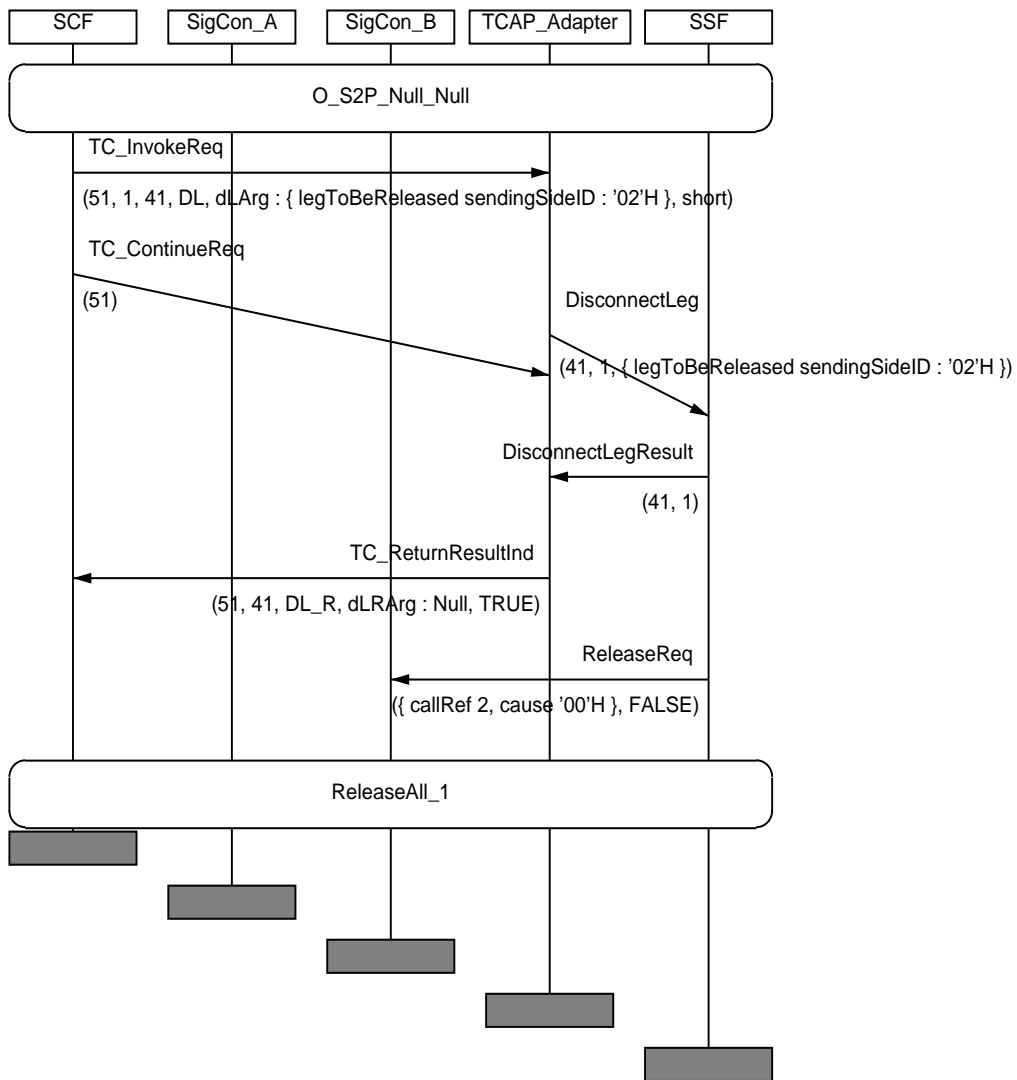 SCF SigCon_A SigCon_B TCAP_Adapter SSF
O_S2P_Null_Null
TC_InvokeReq
(51, 1, 41, DL, dLArg : { legToBeReleased sendingSideID : '02'H }, short)
TC_ContinueReq
(51)
DisconnectLeg
(41, 1, { legToBeReleased sendingSideID : '02'H })
DisconnectLegResult
(41, 1)
TC_ReturnResultInd
(51, 41, DL_R, dLRArg : Null, TRUE)
ReleaseReq
({ callRef 2, cause '00'H }, FALSE)
ReleaseAll_1